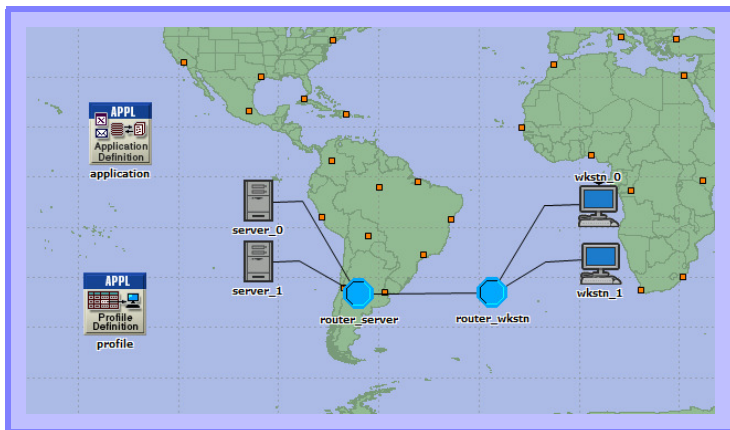 APPL
Application
Definition
application
wkstn_0
server_0
server_1
wkstn_1
APPL
Profile
Definition
profile
router_server
router_wkstn